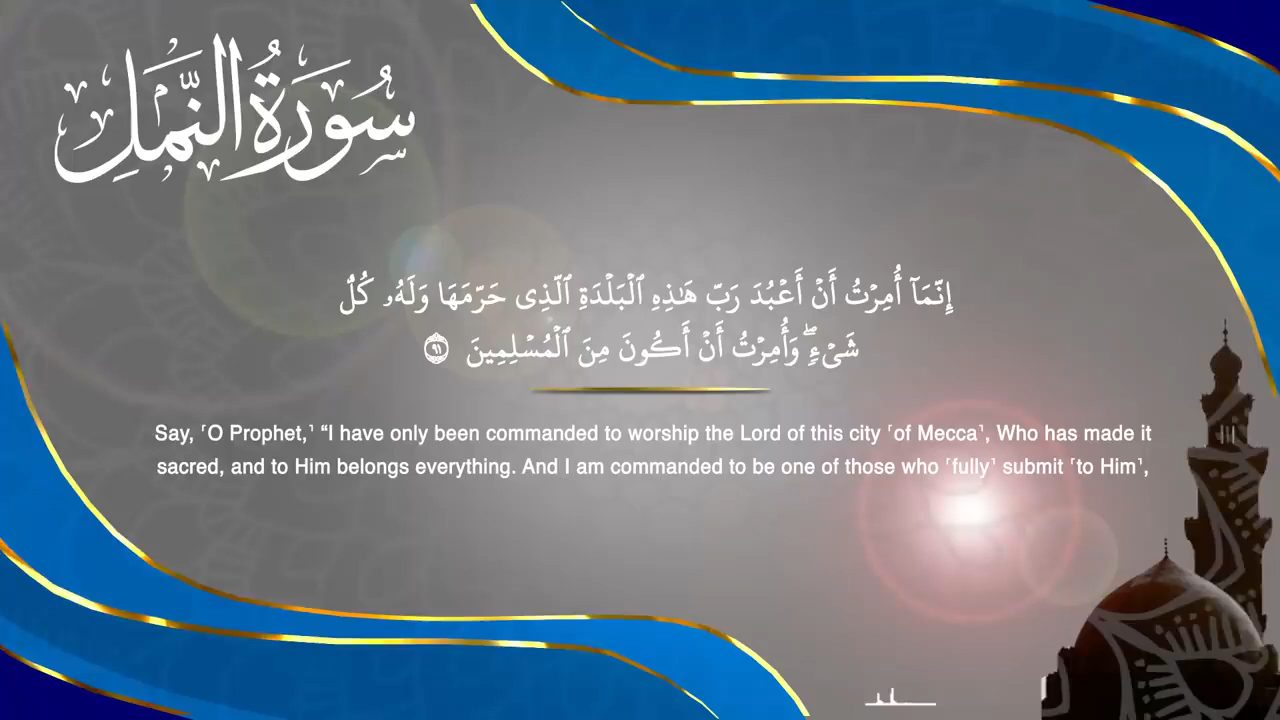 سُورَةُ النَّمْلِ
إِنَّمَآ أُمِرْتُ أَنْ أَعْبُدَ رَبَّ هَـٰذِهِ ٱلْبَلْدَةِ ٱلَّذِى حَرَّمَهَا وَلَهُۥ كُلُّ
شَىْءٍۢ ۖ وَأُمِرْتُ أَنْ أَكُونَ مِنَ ٱلْمُسْلِمِينَ ٩١
Say, ˹O Prophet,˺ “I have only been commanded to worship the Lord of this city ˹of Mecca˺, Who has made it
sacred, and to Him belongs everything. And I am commanded to be one of those who ˹fully˺ submit ˹to Him˺,